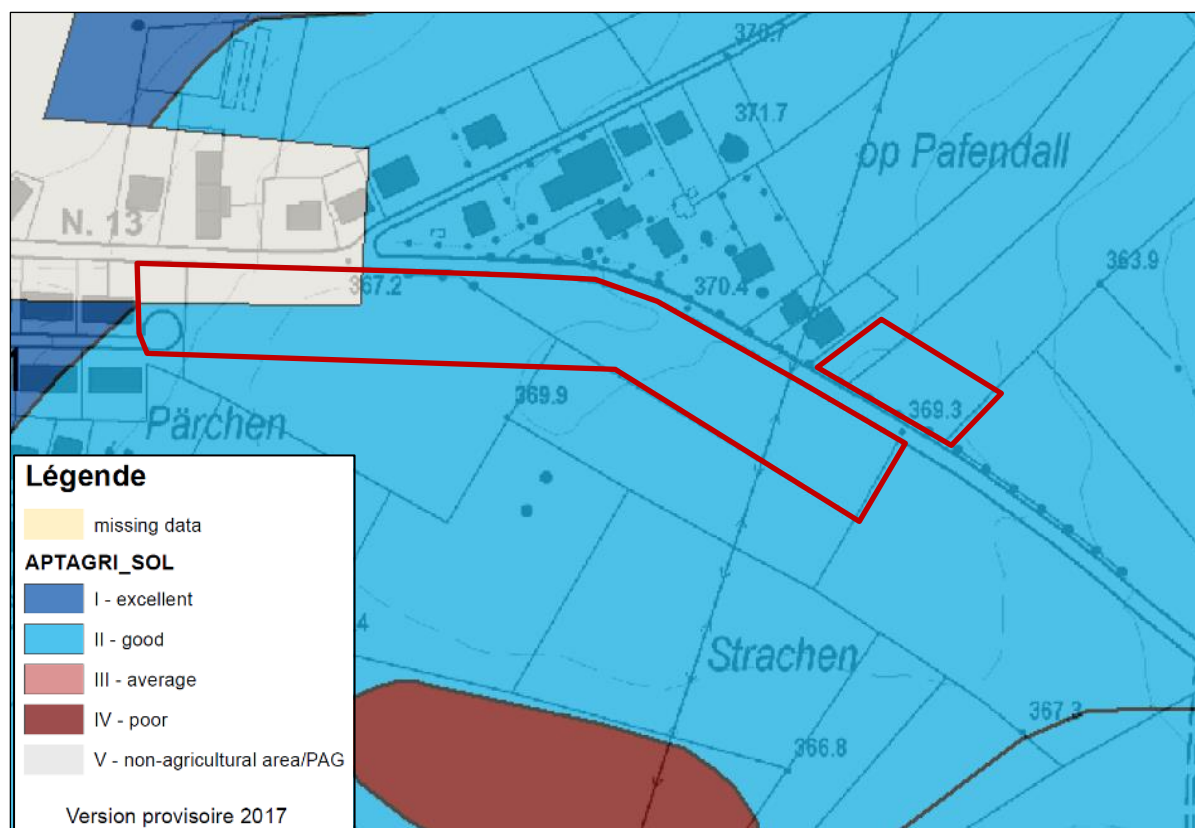 370.7
371.7
op Pafendall
N. 13
363.9
367.2
370.4
369.9
369.3
Pärchen
Légende
missing data
APTAGRI_SOL
I - excellent
II - good
III - average
IV - poor
V - non-agricultural area/PAG
Version provisoire 2017
Strachen
367.3
366.8